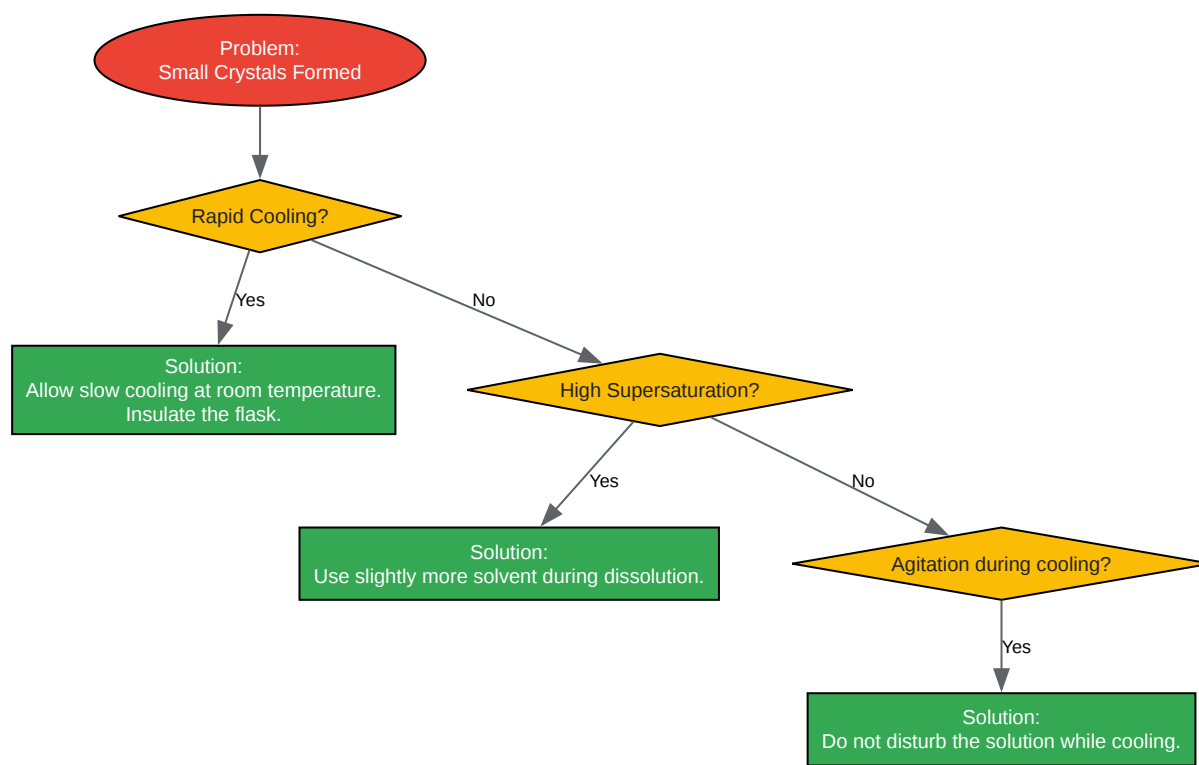 Problem:
Small Crystals Formed
Rapid Cooling?
Yes
No
Solution:
Allow slow cooling at room temperature.
Insulate the flask.
High Supersaturation?
Yes
No
Solution:
Use slightly more solvent during dissolution.
Agitation during cooling?
Yes
Solution:
Do not disturb the solution while cooling.